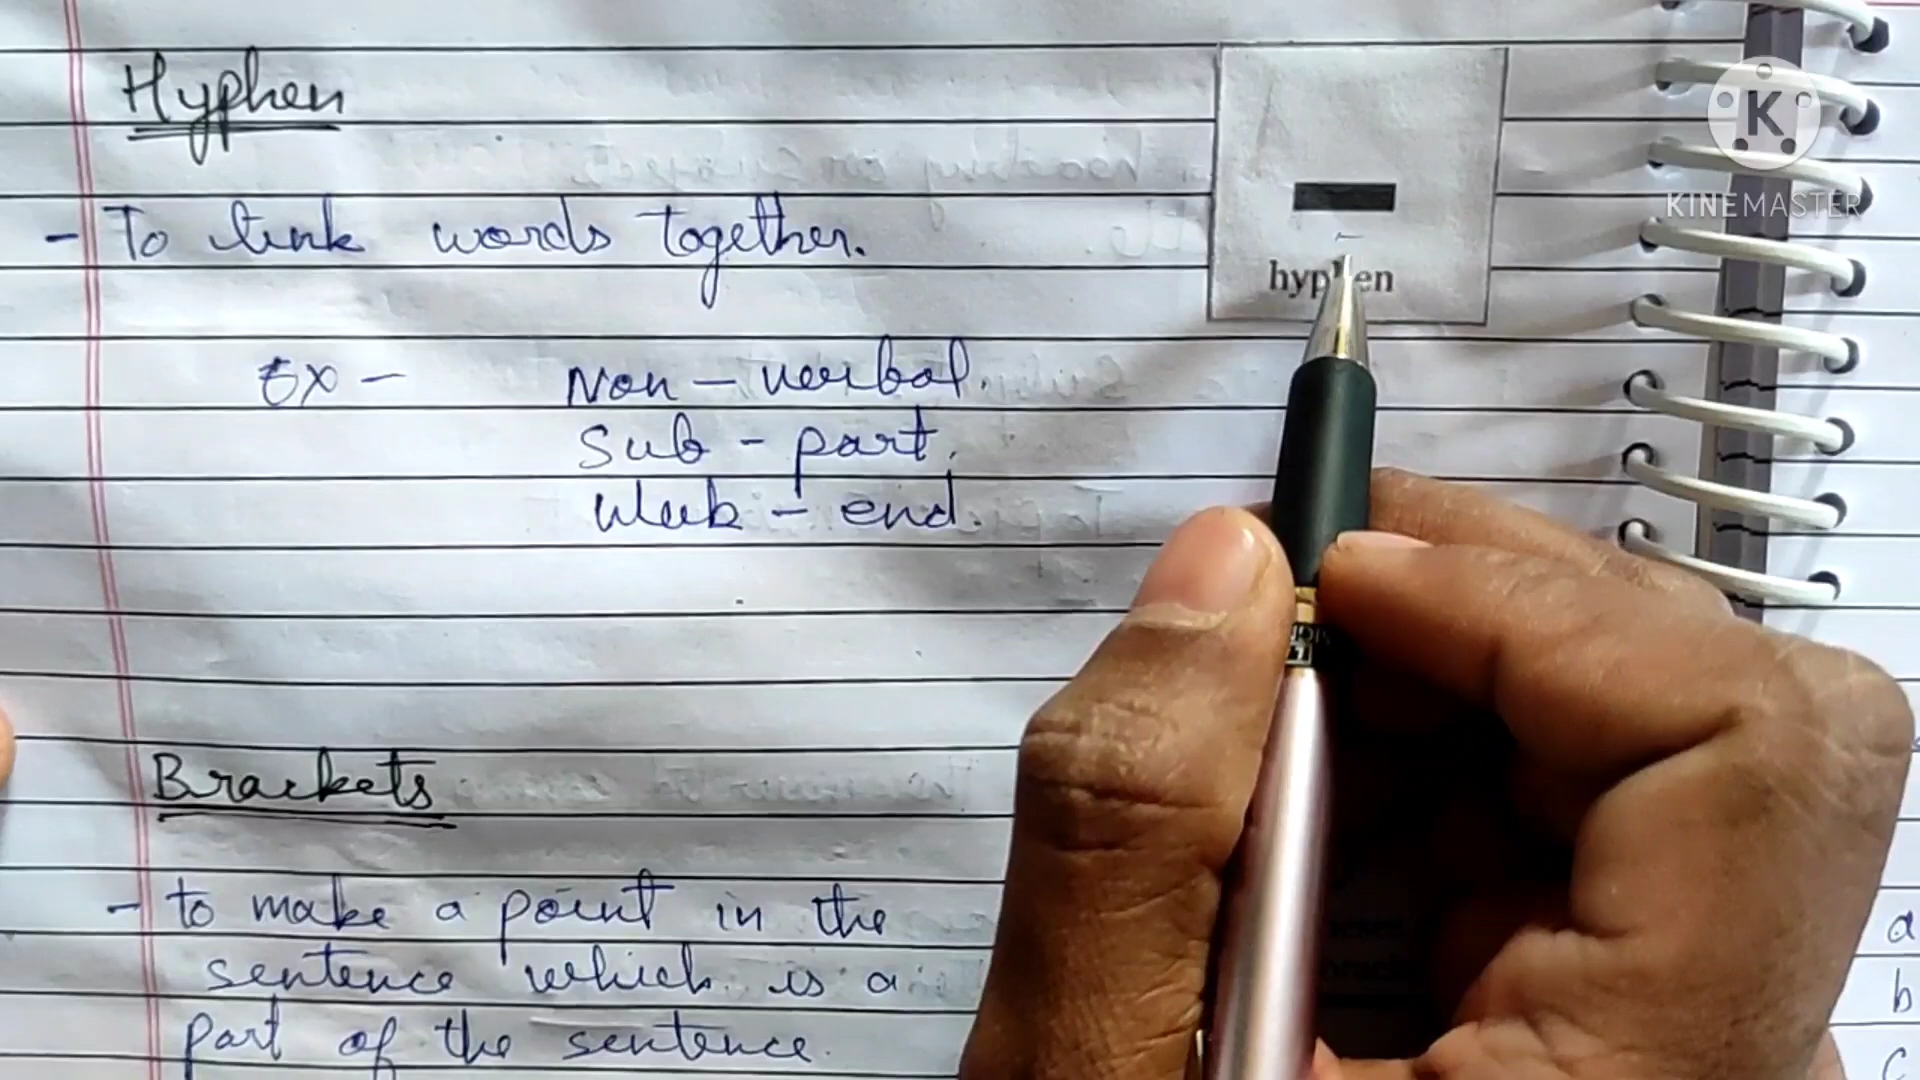 Hyphen
- To link words together.
hyphen
Ex - Non - verbal.
Sub - part.
Week - end.
Brackets
- to make a point in the
sentence which is a
part of the sentence.
a
b
c
K
KINEMASTER